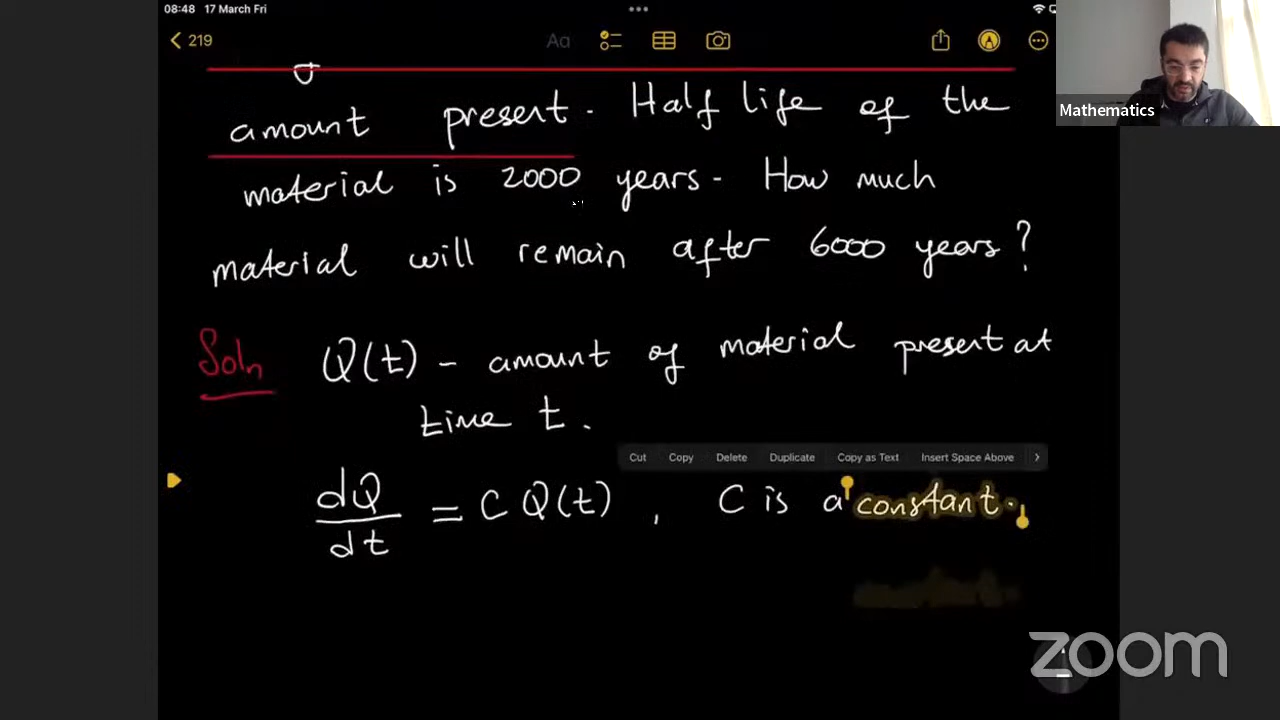 08:48 17 March Fri
219
Aa
Mathematics
amount present. Half life of the
material is 2000 years. How much
material will remain after 6000 years?
Soln Q(t) - amount of material present at
time t.
Cut Copy Delete Duplicate Copy as Text Insert Space Above
dQ/dt = C Q(t) , C is a constant.
zoom